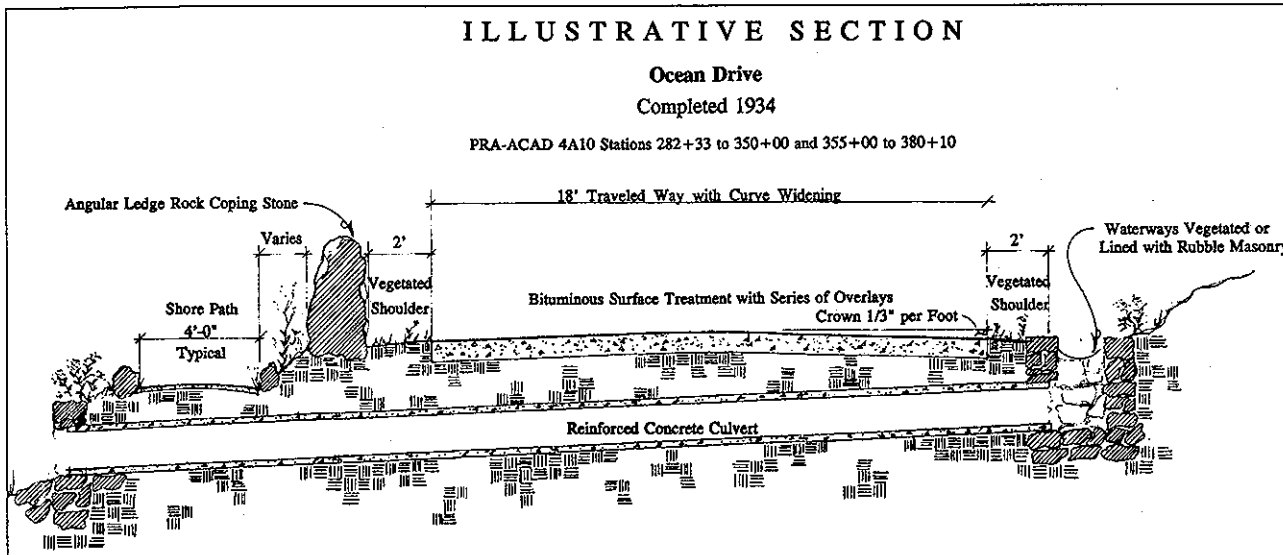 ILLUSTRATIVE SECTION
Ocean Drive
Completed 1934
PRA-ACAD 4A10 Stations 282+33 to 350+00 and 355+00 to 380+10
18' Traveled Way with Curve Widening
Angular Ledge Rock Coping Stone
Varies
2'
2'
Waterways Vegetated or
Lined with Rubble Masonry
Vegetated
Shoulder
Vegetated
Shoulder
Shore Path
4'-0"
Typical
Bituminous Surface Treatment with Series of Overlays
Crown 1/3" per Foot
Reinforced Concrete Culvert